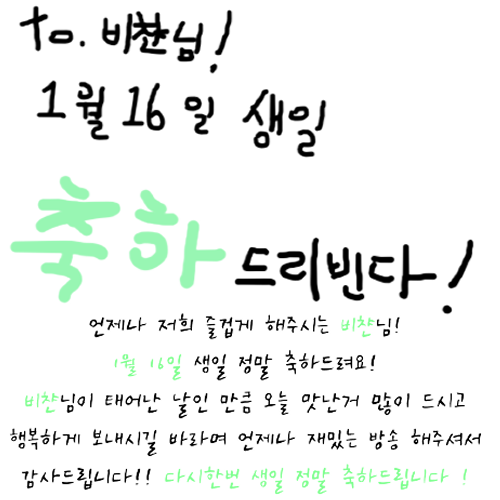 to. 비챤님!
1월 16일 생일
축하드리빈다!
언제나 저희 즐겁게 해주시는 비챤님!
1월 16일 생일 정말 축하드려요!
비챤님이 태어난 날인 만큼 오늘 맛난거 많이 드시고
행복하게 보내시길 바라며 언제나 재밌는 방송 해주셔서
감사드립니다!! 다시한번 생일 정말 축하드립니다 !